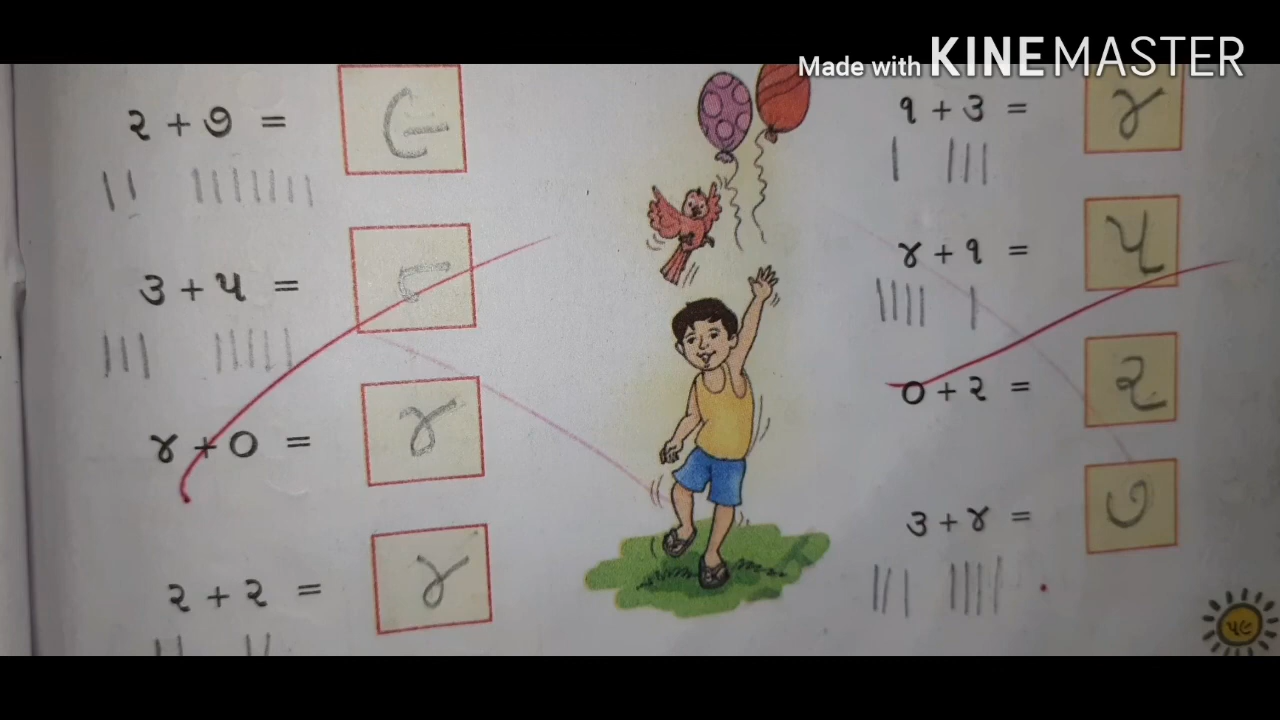 Made with KINEMASTER
૨ + ૭ = ૯
૩ + ૫ = ૮
૪ + ૦ = ૪
૨ + ૨ = ૪
૧ + ૩ = ૪
૪ + ૧ = ૫
૦ + ૨ = ૨
૩ + ૪ = ૭
૫૯